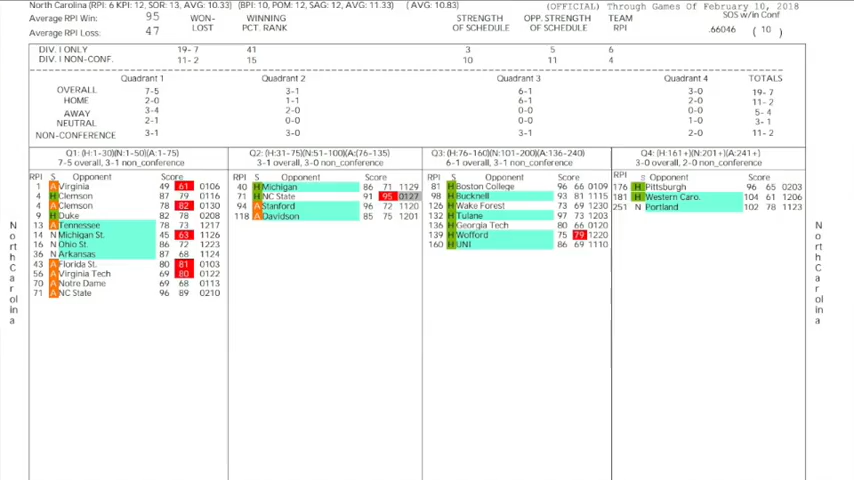 North Carolina (RPI: 6 KPI: 12, SOR: 13, AVG: 10.33) (BPI: 10, POM: 12, SAG: 12, AVG: 11.33) ( AVG: 10.83) (OFFICIAL) Through Games Of February 10, 2018
Average RPI Win: 95 WON- WINNING STRENGTH OPP. STRENGTH TEAM SOS w/in Conf
Average RPI Loss: 47 LOST PCT. RANK OF SCHEDULE OF SCHEDULE RPI .66046 ( 10 )
DIV. I ONLY 19- 7 41 3 5 6
DIV. I NON-CONF. 11- 2 15 10 11 4
Quadrant 1 Quadrant 2 Quadrant 3 Quadrant 4 TOTALS
OVERALL 7-5 3-1 6-1 3-0 19- 7
HOME 2-0 1-1 6-1 2-0 11- 2
AWAY 3-4 2-0 0-0 0-0 5- 4
NEUTRAL 2-1 0-0 0-0 1-0 3- 1
NON-CONFERENCE 3-1 3-0 3-1 2-0 11- 2
Q1: (H:1-30)(N:1-50)(A:1-75) Q2: (H:31-75)(N:51-100)(A:(76-135) Q3: (H:76-160)(N:101-200)(A:136-240) Q4: (H:161+)(N:201+)(A:241+)
7-5 overall, 3-1 non_conference 3-1 overall, 3-0 non_conference 6-1 overall, 3-1 non_conference 3-0 overall, 2-0 non_conference
RPI S Opponent Score RPI S Opponent Score RPI S Opponent Score RPI S Opponent Score
1 A Virginia 49 61 0106 40 H Michigan 86 71 1129 81 H Boston College 96 66 0109 176 H Pittsburgh 96 65 0203
4 H Clemson 87 79 0116 71 H NC State 91 95 0127 98 H Bucknell 93 81 1115 181 H Western Caro. 104 61 1206
4 A Clemson 78 82 0130 94 A Stanford 96 72 1120 126 H Wake Forest 73 69 1230 251 N Portland 102 78 1123
9 H Duke 82 78 0208 118 A Davidson 85 75 1201 132 H Tulane 97 73 1203
13 A Tennessee 78 73 1217 136 H Georgia Tech 80 66 0120
14 N Michigan St. 45 63 1126 139 H Wofford 75 79 1220
16 N Ohio St. 86 72 1223 160 H UNI 86 69 1110
36 N Arkansas 87 68 1124
43 A Florida St. 80 81 0103
56 A Virginia Tech 69 80 0122
70 A Notre Dame 69 68 0113
71 A NC State 96 89 0210
North Carolina
North Carolina